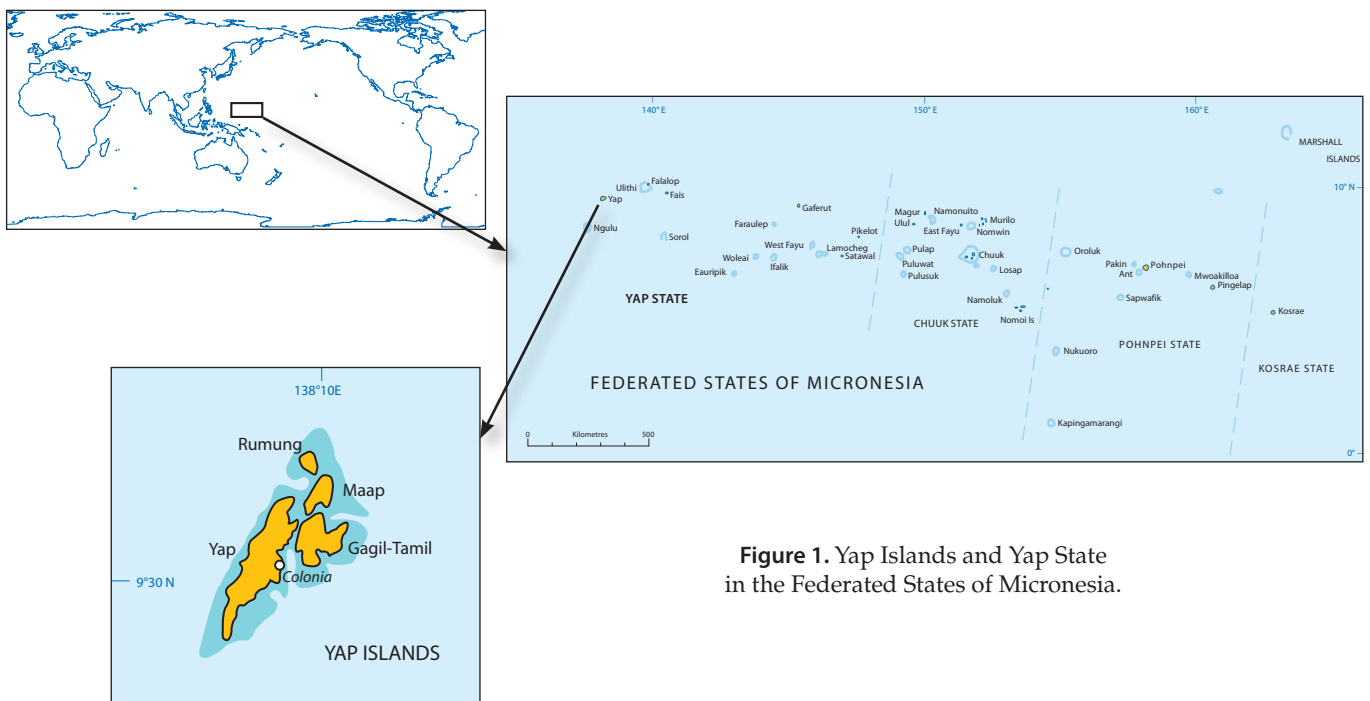 140° E
150° E
160° E
MARSHALL
ISLANDS
10° N
Ulithi
Falalop
Yap
Fais
Ngulu
Sorol
Gaferut
Faraulep
Pikelot
West Fayu
Lamocheg
Woleai
Ifalik
Satawal
Eauripik
YAP STATE
Magur
Namonuito
Ulul
East Fayu
Murilo
Nomwin
Pulap
Chuuk
Puluwat
Pulusuk
Losap
Namoluk
Nomoi Is
CHUUK STATE
Oroluk
Pakin
Pohnpei
Ant
Mwoakilloa
Pingelap
Sapwafik
Nukuoro
POHNPEI STATE
Kosrae
KOSRAE STATE
FEDERATED STATES OF MICRONESIA
Kapingamarangi
0 Kilometres 500
0°
138°10E
Rumung
Maap
Yap
Gagil-Tamil
Colonia
9°30 N
YAP ISLANDS
Figure 1. Yap Islands and Yap State
in the Federated States of Micronesia.